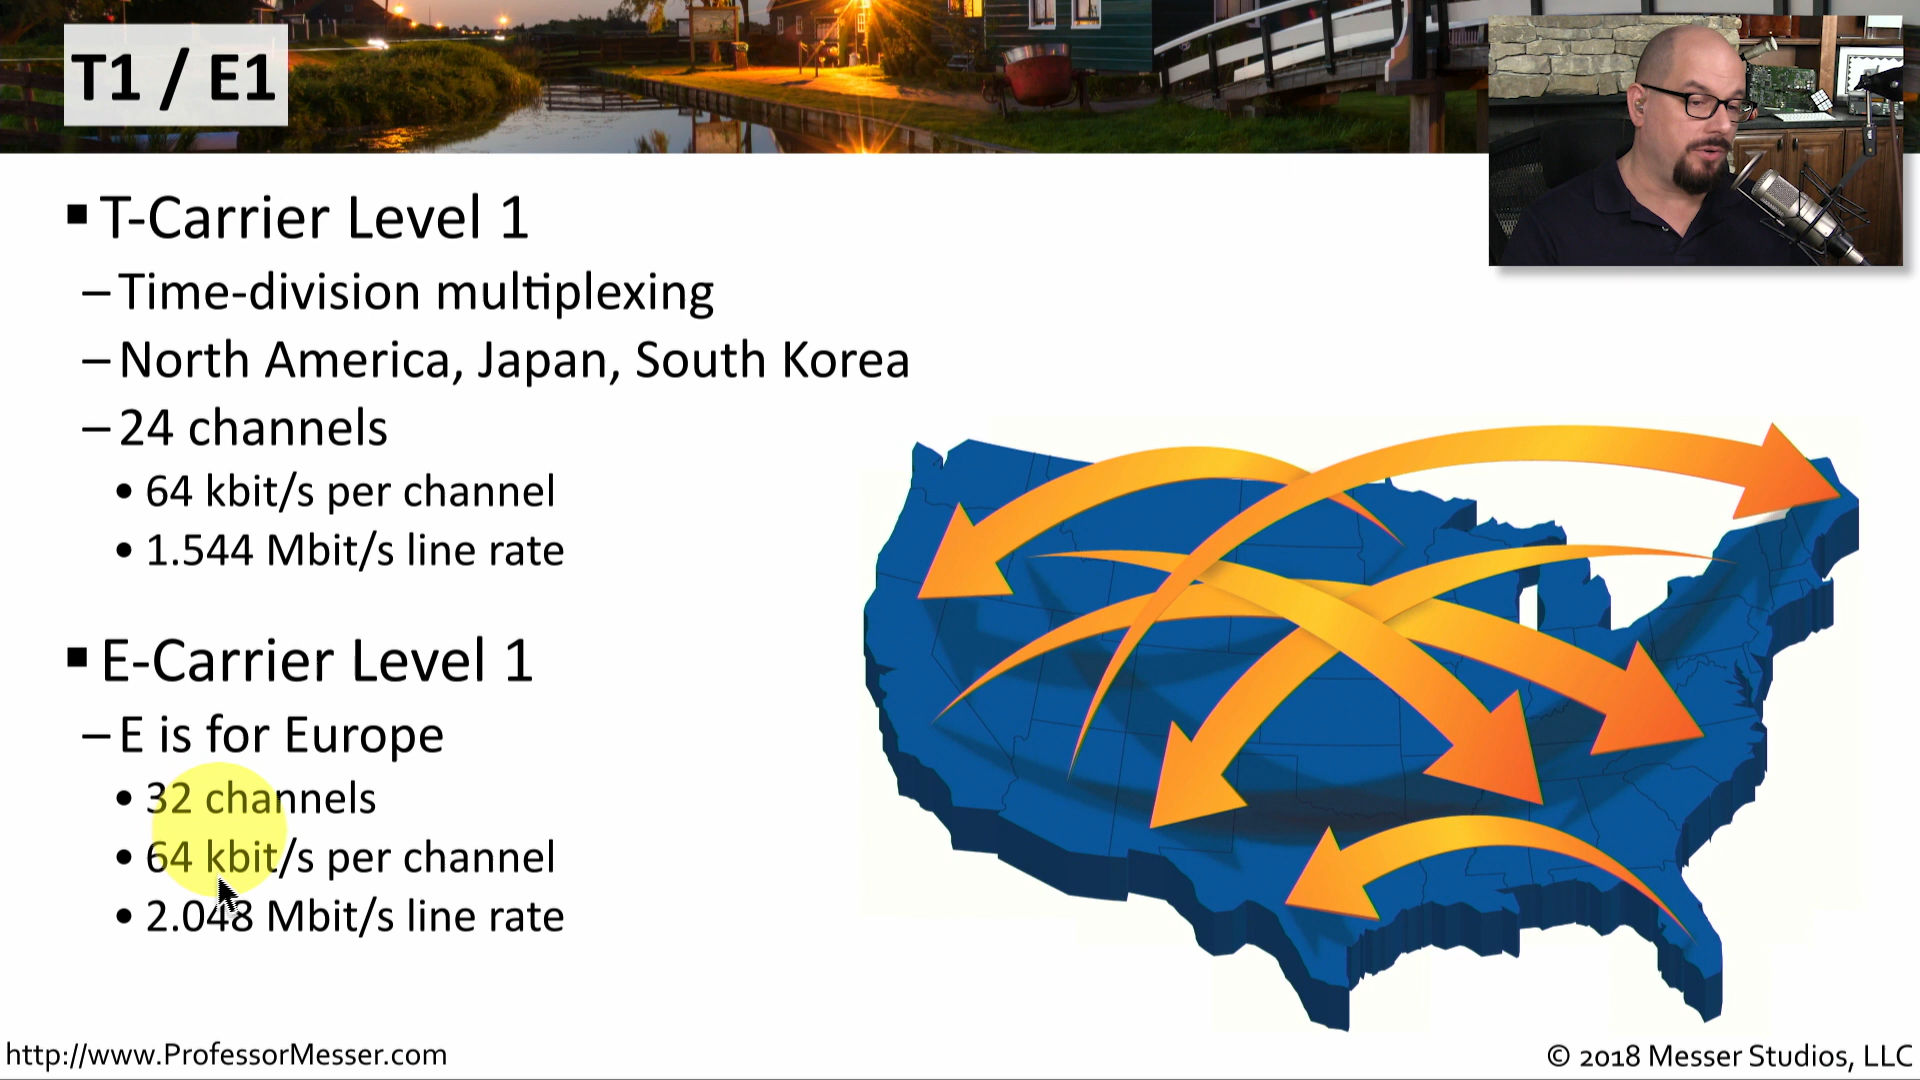 T1 / E1
▪ T-Carrier Level 1
– Time-division multiplexing
– North America, Japan, South Korea
– 24 channels
• 64 kbit/s per channel
• 1.544 Mbit/s line rate
▪ E-Carrier Level 1
– E is for Europe
• 32 channels
• 64 kbit/s per channel
• 2.048 Mbit/s line rate
http://www.ProfessorMesser.com
© 2018 Messer Studios, LLC